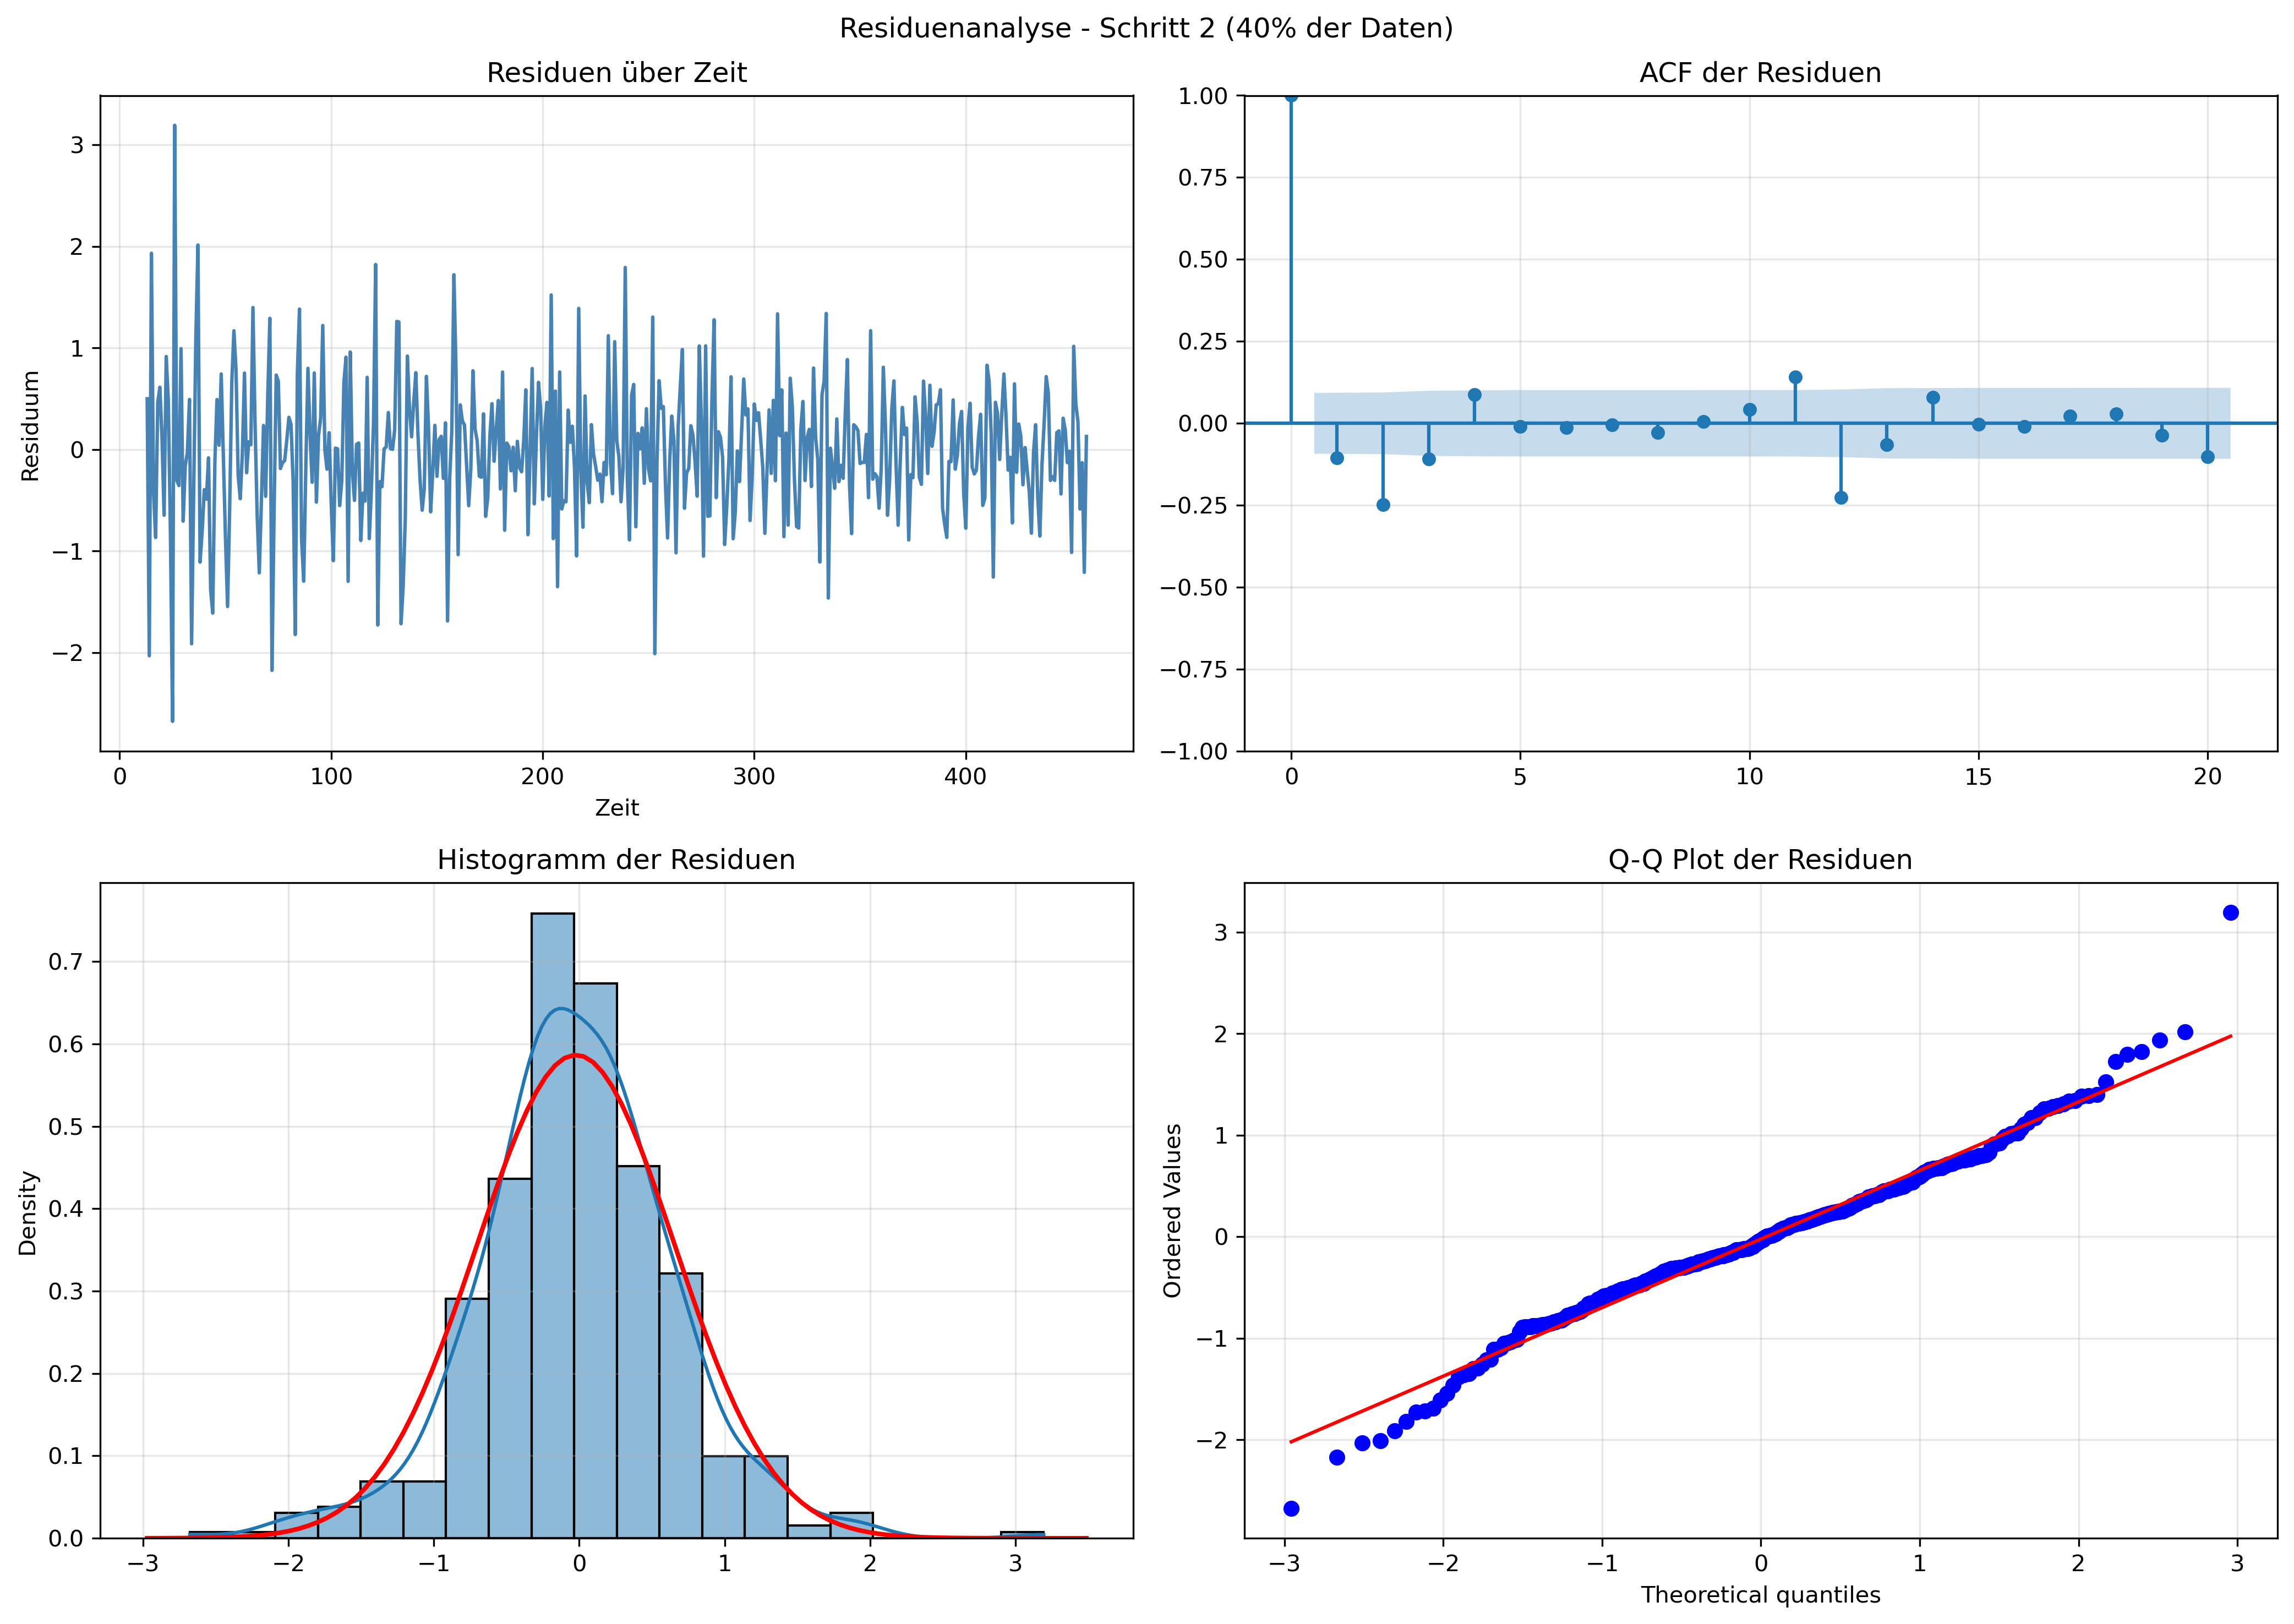 Residuenanalyse - Schritt 2 (40% der Daten)
Residuen über Zeit
Residuum
3
2
1
0
−1
−2
0 100 200 300 400
Zeit
ACF der Residuen
1.00
0.75
0.50
0.25
0.00
−0.25
−0.50
−0.75
−1.00
0 5 10 15 20
Histogramm der Residuen
Density
0.7
0.6
0.5
0.4
0.3
0.2
0.1
0.0
−3 −2 −1 0 1 2 3
Q-Q Plot der Residuen
Ordered Values
3
2
1
0
−1
−2
−3 −2 −1 0 1 2 3
Theoretical quantiles